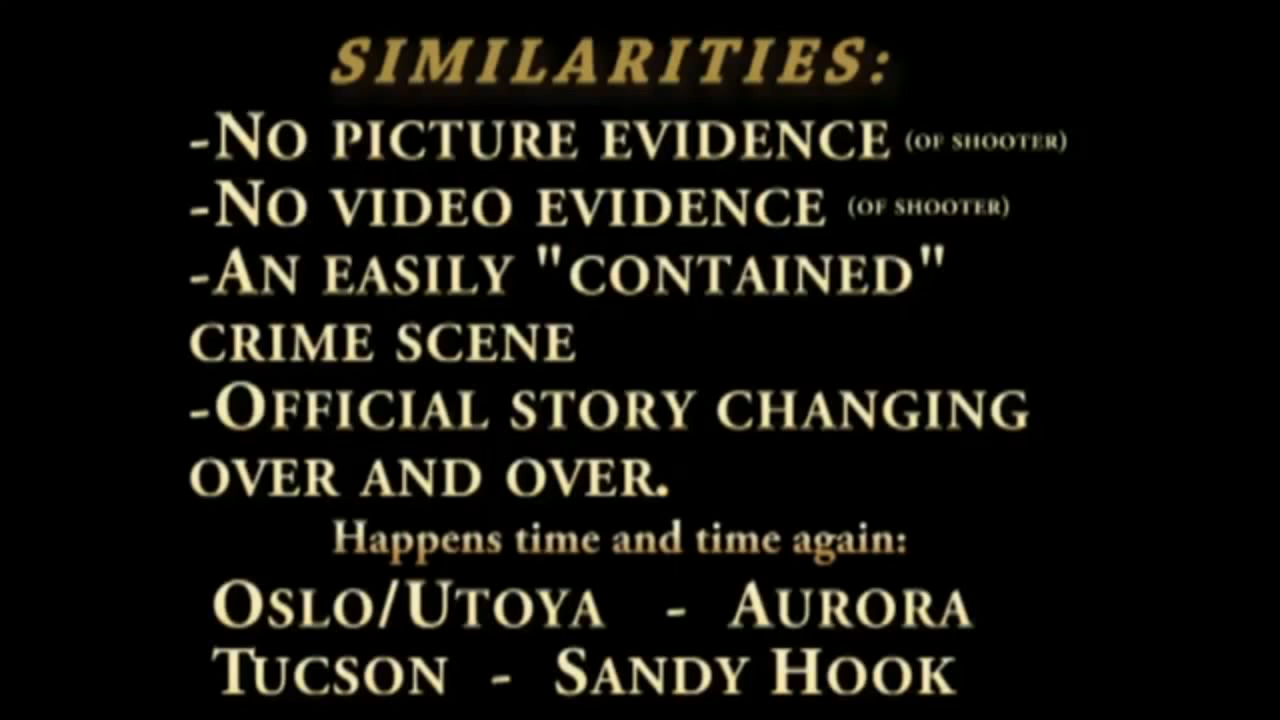 SIMILARITIES:
-NO PICTURE EVIDENCE (OF SHOOTER)
-NO VIDEO EVIDENCE (OF SHOOTER)
-AN EASILY "CONTAINED"
CRIME SCENE
-OFFICIAL STORY CHANGING
OVER AND OVER.
Happens time and time again:
OSLO/UTOYA - AURORA
TUCSON - SANDY HOOK